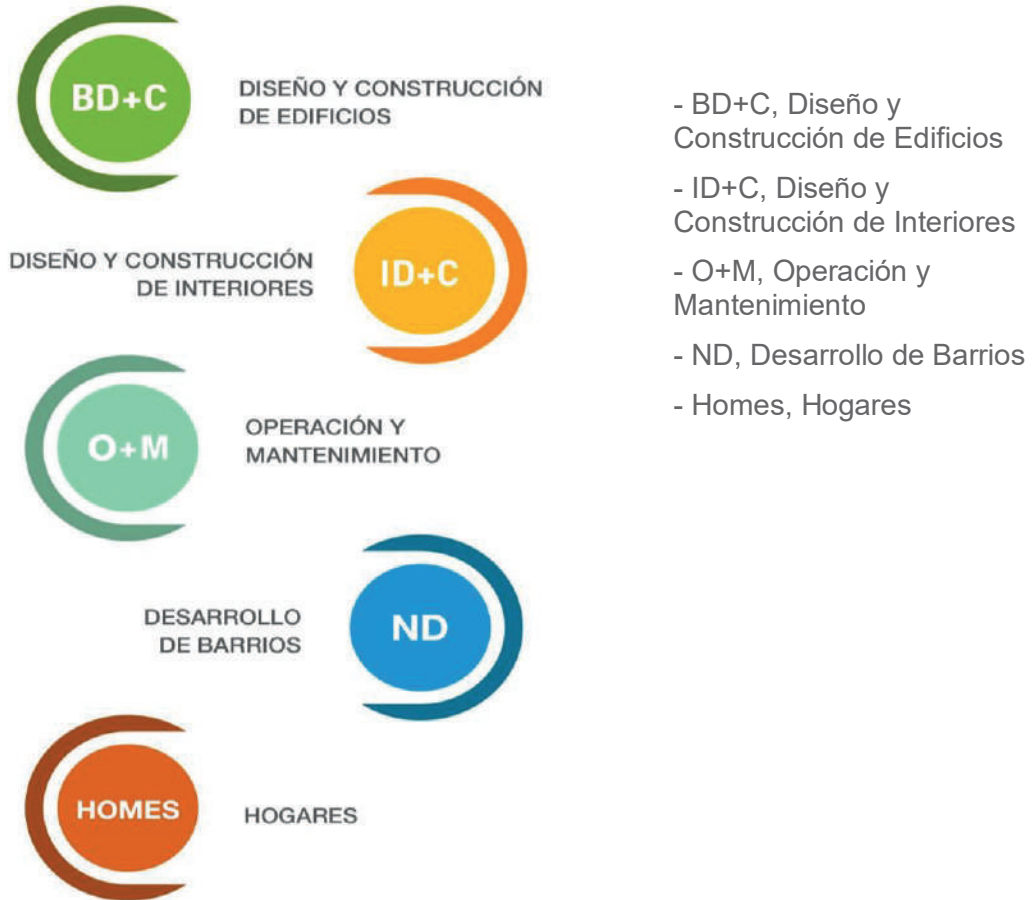 BD+C
DISEÑO Y CONSTRUCCIÓN
DE EDIFICIOS
DISEÑO Y CONSTRUCCIÓN
DE INTERIORES
ID+C
O+M
OPERACIÓN Y
MANTENIMIENTO
DESARROLLO
DE BARRIOS
ND
HOMES
HOGARES
- BD+C, Diseño y
Construcción de Edificios
- ID+C, Diseño y
Construcción de Interiores
- O+M, Operación y
Mantenimiento
- ND, Desarrollo de Barrios
- Homes, Hogares